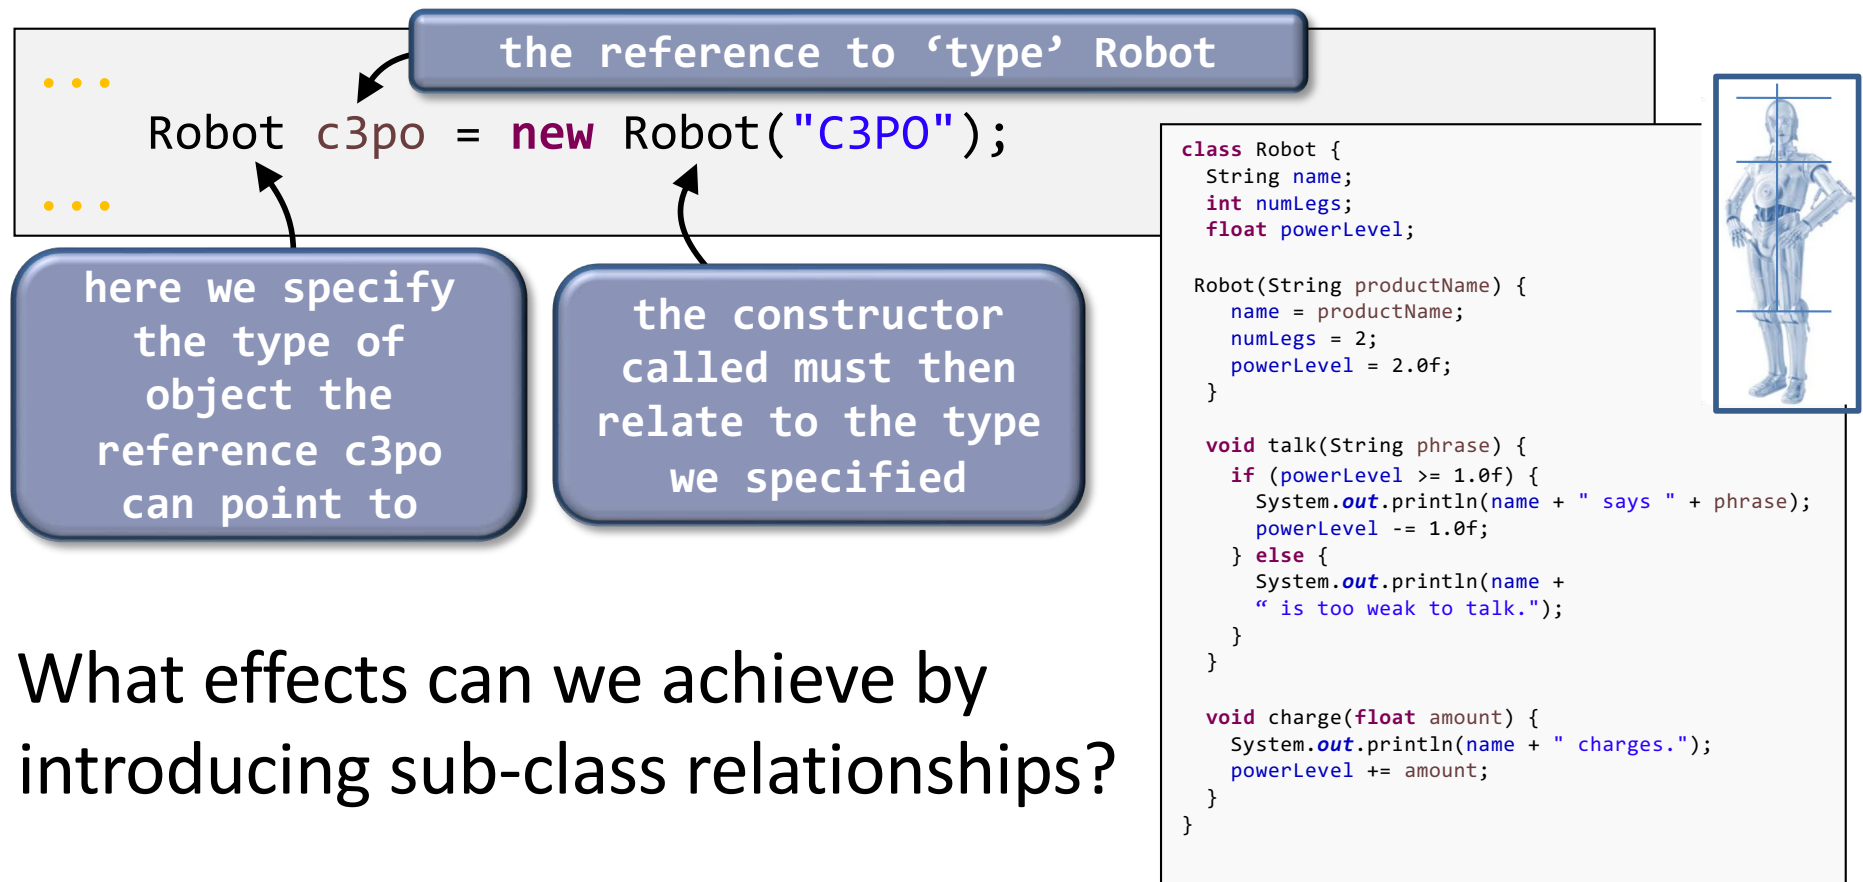 the reference to ‘type’ Robot
...
Robot c3po = new Robot("C3PO");
...
here we specify
the type of
object the
reference c3po
can point to
the constructor
called must then
relate to the type
we specified
What effects can we achieve by
introducing sub-class relationships?
class Robot {
String name;
int numLegs;
float powerLevel;
Robot(String productName) {
name = productName;
numLegs = 2;
powerLevel = 2.0f;
}
void talk(String phrase) {
if (powerLevel >= 1.0f) {
System.out.println(name + " says " + phrase);
powerLevel -= 1.0f;
} else {
System.out.println(name +
“ is too weak to talk.");
}
}
void charge(float amount) {
System.out.println(name + " charges.");
powerLevel += amount;
}
}